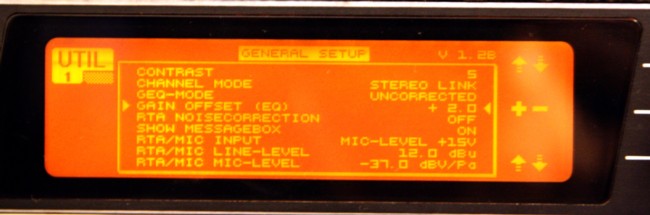 UTIL
1
GENERAL SETUP V 1.2B
CONTRAST 5
CHANNEL MODE STEREO LINK
GEQ-MODE UNCORRECTED
GAIN OFFSET (EQ) + 2.0
RTA NOISECORRECTION OFF
SHOW MESSAGEBOX ON
RTA/MIC INPUT MIC-LEVEL +15V
RTA/MIC LINE-LEVEL 12.0 dBu
RTA/MIC MIC-LEVEL -37.0 dBV/Pa